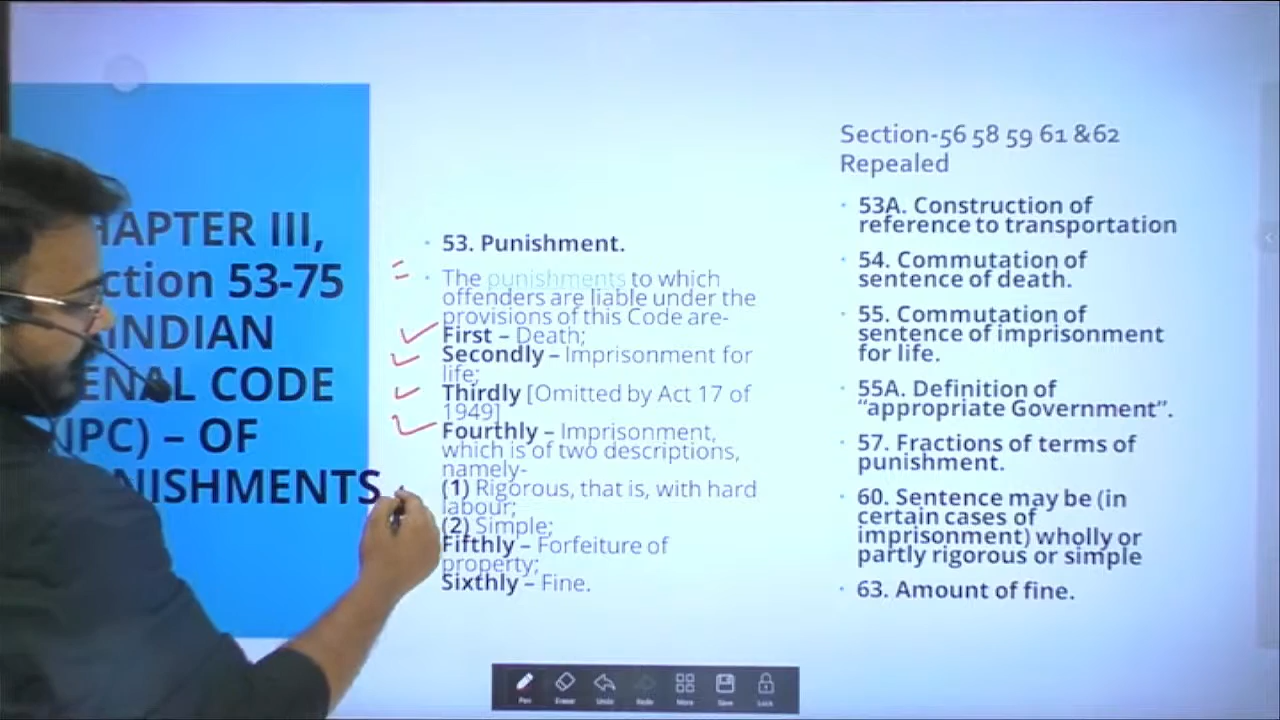 HAPTER III,
ction 53-75
INDIAN
ENAL CODE
IPC) – OF
NISHMENTS
• 53. Punishment.
• The punishments to which
offenders are liable under the
provisions of this Code are-
First – Death;
Secondly – Imprisonment for
life;
Thirdly [Omitted by Act 17 of
1949]
Fourthly – Imprisonment,
which is of two descriptions,
namely-
(1) Rigorous, that is, with hard
labour;
(2) Simple;
Fifthly – Forfeiture of
property;
Sixthly – Fine.
Section-56 58 59 61 &62
Repealed
• 53A. Construction of
reference to transportation
• 54. Commutation of
sentence of death.
• 55. Commutation of
sentence of imprisonment
for life.
• 55A. Definition of
“appropriate Government”.
• 57. Fractions of terms of
punishment.
• 60. Sentence may be (in
certain cases of
imprisonment) wholly or
partly rigorous or simple
• 63. Amount of fine.
Pen Eraser Undo Redo More Save Lock